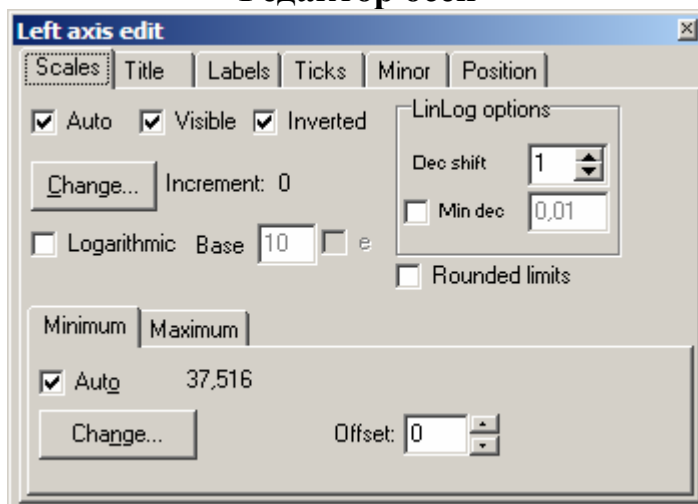 Left axis edit
Scales Title Labels Ticks Minor Position
Auto Visible Inverted
LinLog options
Dec shift 1
Change... Increment: 0
Min dec 0,01
Logarithmic Base 10 e
Rounded limits
Minimum Maximum
Auto 37,516
Change... Offset: 0